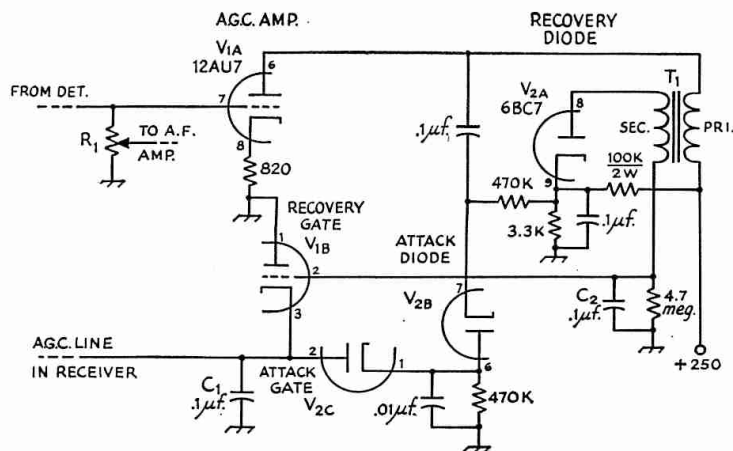 A.G.C. AMP.
RECOVERY
DIODE
V1A
12AU7
6
FROM DET.
7
8
R1
TO A.F.
AMP.
820
.1µf.
V2A
6BC7
8
T1
SEC.
PRI.
9
100K
2W
470K
3.3K
.1µf.
RECOVERY
GATE
V1B
1
2
3
ATTACK
DIODE
V2B
7
6
C2
.1µf.
4.7
meg.
+250
A.G.C. LINE
IN RECEIVER
C1
.1µf.
ATTACK
GATE
V2C
2
1
.01µf.
470K